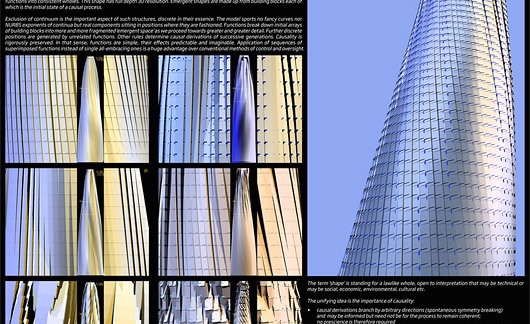 functions into consistent wholes. This shape has full depth 3D resolution. Emergent shapes are made up from building blocks each of
which is the initial state of a causal process.
Exclusion of continuum is the important aspect of such structures, discrete in their essence. The model sports no fancy curves nor
NURBS exponents of continue but real components sitting in positions where they are fashioned. Functions break down initial arrays
of building blocks into more and more fragmented 'emergent space' as we proceed towards greater and greater detail. Further discrete
positions are generated by unrelated functions. Other rules determine causal derivations of successive generations. Causality is
rigorously preserved. In that sense, functions are simple, their effects predictable and imaginable. Application of sequences of
superimposed functions instead of single all-embracing ones is a huge advantage over conventional methods of control and oversight.
The term 'shape' is standing for a lawlike whole, open to interpretation that may be technical or
may be social, economic, environmental, cultural etc.
The unifying idea is the importance of causality:
• causal derivations branch by arbitrary directions (spontaneous symmetry breaking)
and may be informed but need not be for the process to remain coherent;
no prescience is therefore required